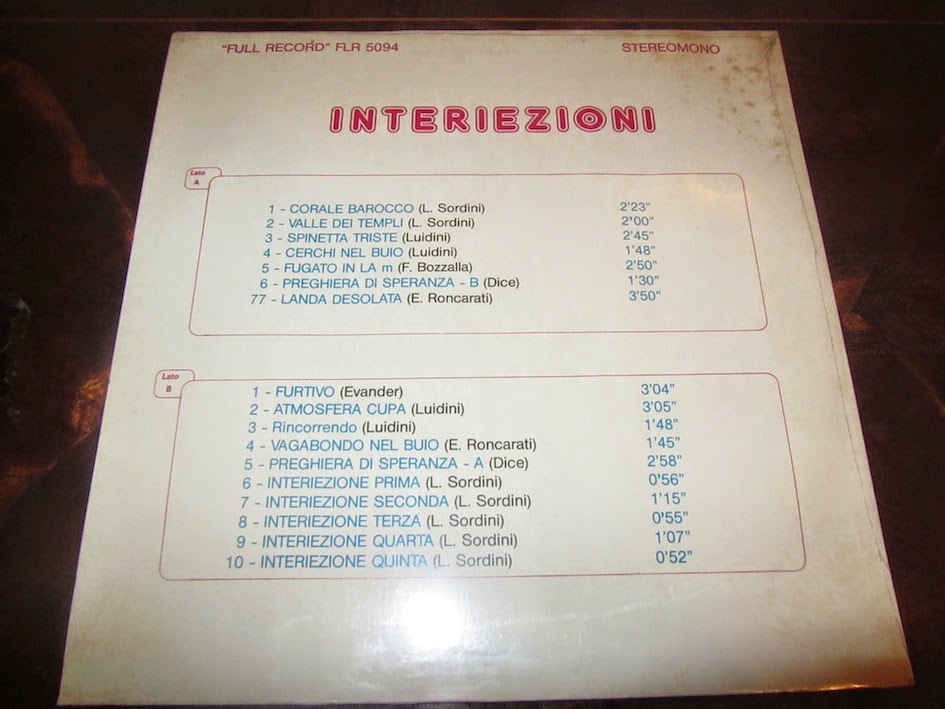 "FULL RECORD" FLR 5094 STEREOMONO
INTERIEZIONI
Lato
A
1 - CORALE BAROCCO (L. Sordini) 2'23"
2 - VALLE DEI TEMPLI (L. Sordini) 2'00"
3 - SPINETTA TRISTE (Luidini) 2'45"
4 - CERCHI NEL BUIO (Luidini) 1'48"
5 - FUGATO IN LA m (F. Bozzalla) 2'50"
6 - PREGHIERA DI SPERANZA - B (Dice) 1'30"
77 - LANDA DESOLATA (E. Roncarati) 3'50"
Lato
B
1 - FURTIVO (Evander) 3'04"
2 - ATMOSFERA CUPA (Luidini) 3'05"
3 - Rincorrendo (Luidini) 1'48"
4 - VAGABONDO NEL BUIO (E. Roncarati) 1'45"
5 - PREGHIERA DI SPERANZA - A (Dice) 2'58"
6 - INTERIEZIONE PRIMA (L. Sordini) 0'56"
7 - INTERIEZIONE SECONDA (L. Sordini) 1'15"
8 - INTERIEZIONE TERZA (L. Sordini) 0'55"
9 - INTERIEZIONE QUARTA (L. Sordini) 1'07"
10 - INTERIEZIONE QUINTA (L. Sordini) 0'52"